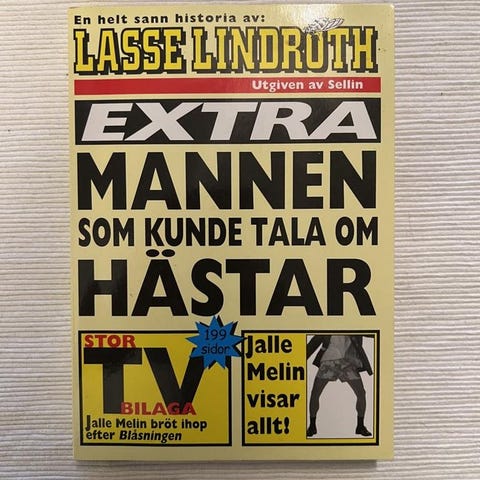 En helt sann historia av:
LASSE LINDROTH
Utgiven av Sellin
EXTRA
MANNEN
SOM KUNDE TALA OM
HÄSTAR
STOR
TV
BILAGA
Jalle Melin bröt ihop
efter Blåsningen
199
sidor
Jalle
Melin
visar
allt!